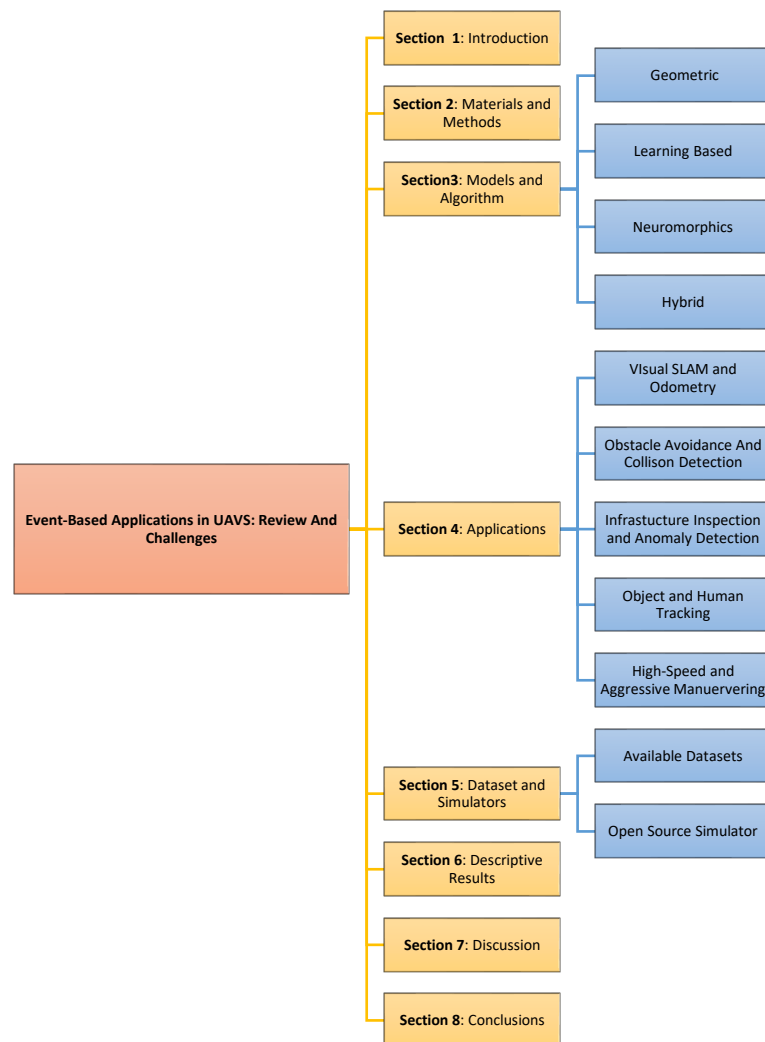 Event-Based Applications in UAVS: Review And
Challenges
Section 1: Introduction
Section 2: Materials and
Methods
Section3: Models and
Algorithm
Geometric
Learning Based
Neuromorphics
Hybrid
Section 4: Applications
VIsual SLAM and
Odometry
Obstacle Avoidance And
Collison Detection
Infrastucture Inspection
and Anomaly Detection
Object and Human
Tracking
High-Speed and
Aggressive Manuervering
Section 5: Dataset and
Simulators
Available Datasets
Open Source Simulator
Section 6: Descriptive
Results
Section 7: Discussion
Section 8: Conclusions